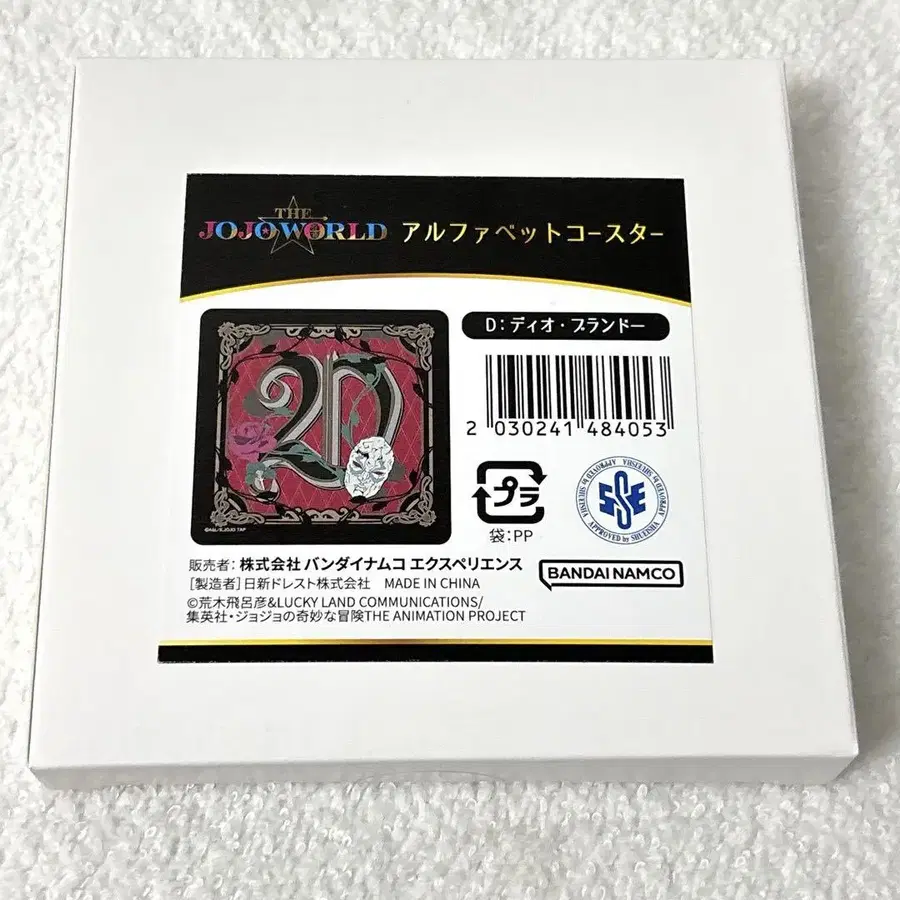 THE
JOJOWORLD アルファベットコースター
D:ディオ・ブランドー
D
2 030241 484053
©A&L/S,JOJO TAP
プラ
袋:PP
APPROVED by SHUEISHA
APPROVED by SHUEISHA
販売者:株式会社 バンダイナムコ エクスペリエンス
[製造者]日新ドレスト株式会社 MADE IN CHINA
BANDAI NAMCO
©荒木飛呂彦&LUCKY LAND COMMUNICATIONS/
集英社・ジョジョの奇妙な冒険THE ANIMATION PROJECT